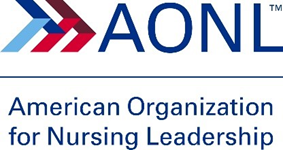 AONL™
American Organization
for Nursing Leadership